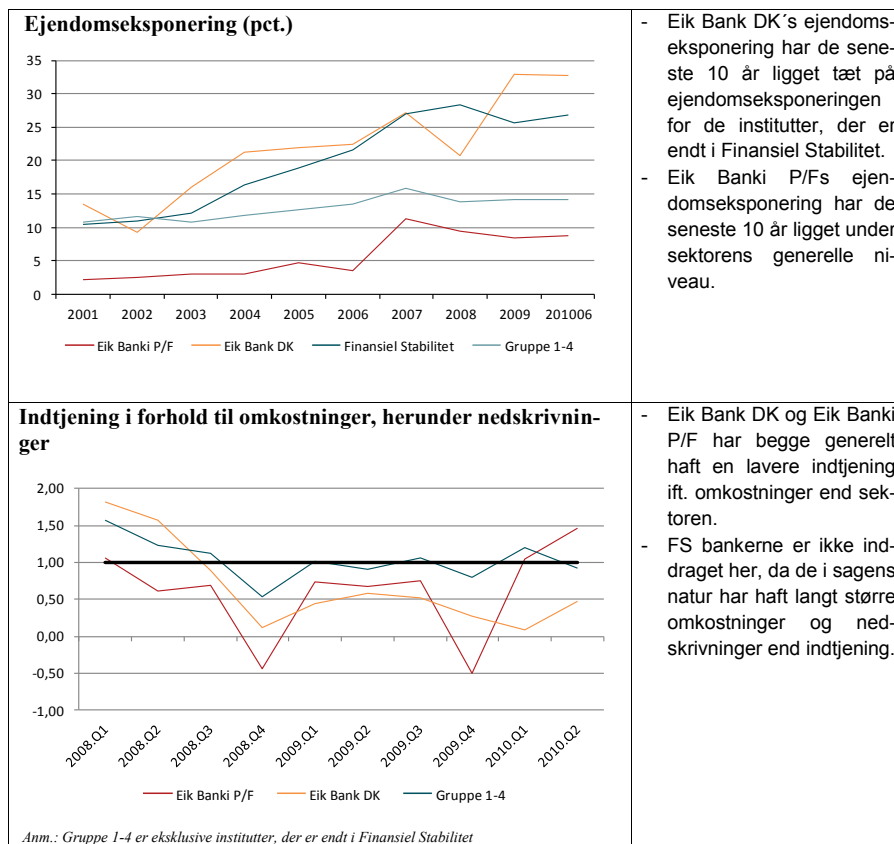 Ejendomseksponering (pct.)
35
30
25
20
15
10
5
0
2001 2002 2003 2004 2005 2006 2007 2008 2009 201006
Eik Banki P/F Eik Bank DK Finansiel Stabilitet Gruppe 1-4
- Eik Bank DK´s ejendoms-
eksponering har de sene-
ste 10 år ligget tæt på
ejendomseksponeringen
for de institutter, der er
endt i Finansiel Stabilitet.
- Eik Banki P/Fs ejen-
domseksponering har de
seneste 10 år ligget under
sektorens generelle ni-
veau.
Indtjening i forhold til omkostninger, herunder nedskrivnin-
ger
2,00
1,50
1,00
0,50
0,00
-0,50
-1,00
2008.Q1 2008.Q2 2008.Q3 2008.Q4 2009.Q1 2009.Q2 2009.Q3 2009.Q4 2010.Q1 2010.Q2
Eik Banki P/F Eik Bank DK Gruppe 1-4
Anm.: Gruppe 1-4 er eksklusive institutter, der er endt i Finansiel Stabilitet
- Eik Bank DK og Eik Banki
P/F har begge generelt
haft en lavere indtjening
ift. omkostninger end sek-
toren.
- FS bankerne er ikke ind-
draget her, da de i sagens
natur har haft langt større
omkostninger og ned-
skrivninger end indtjening.